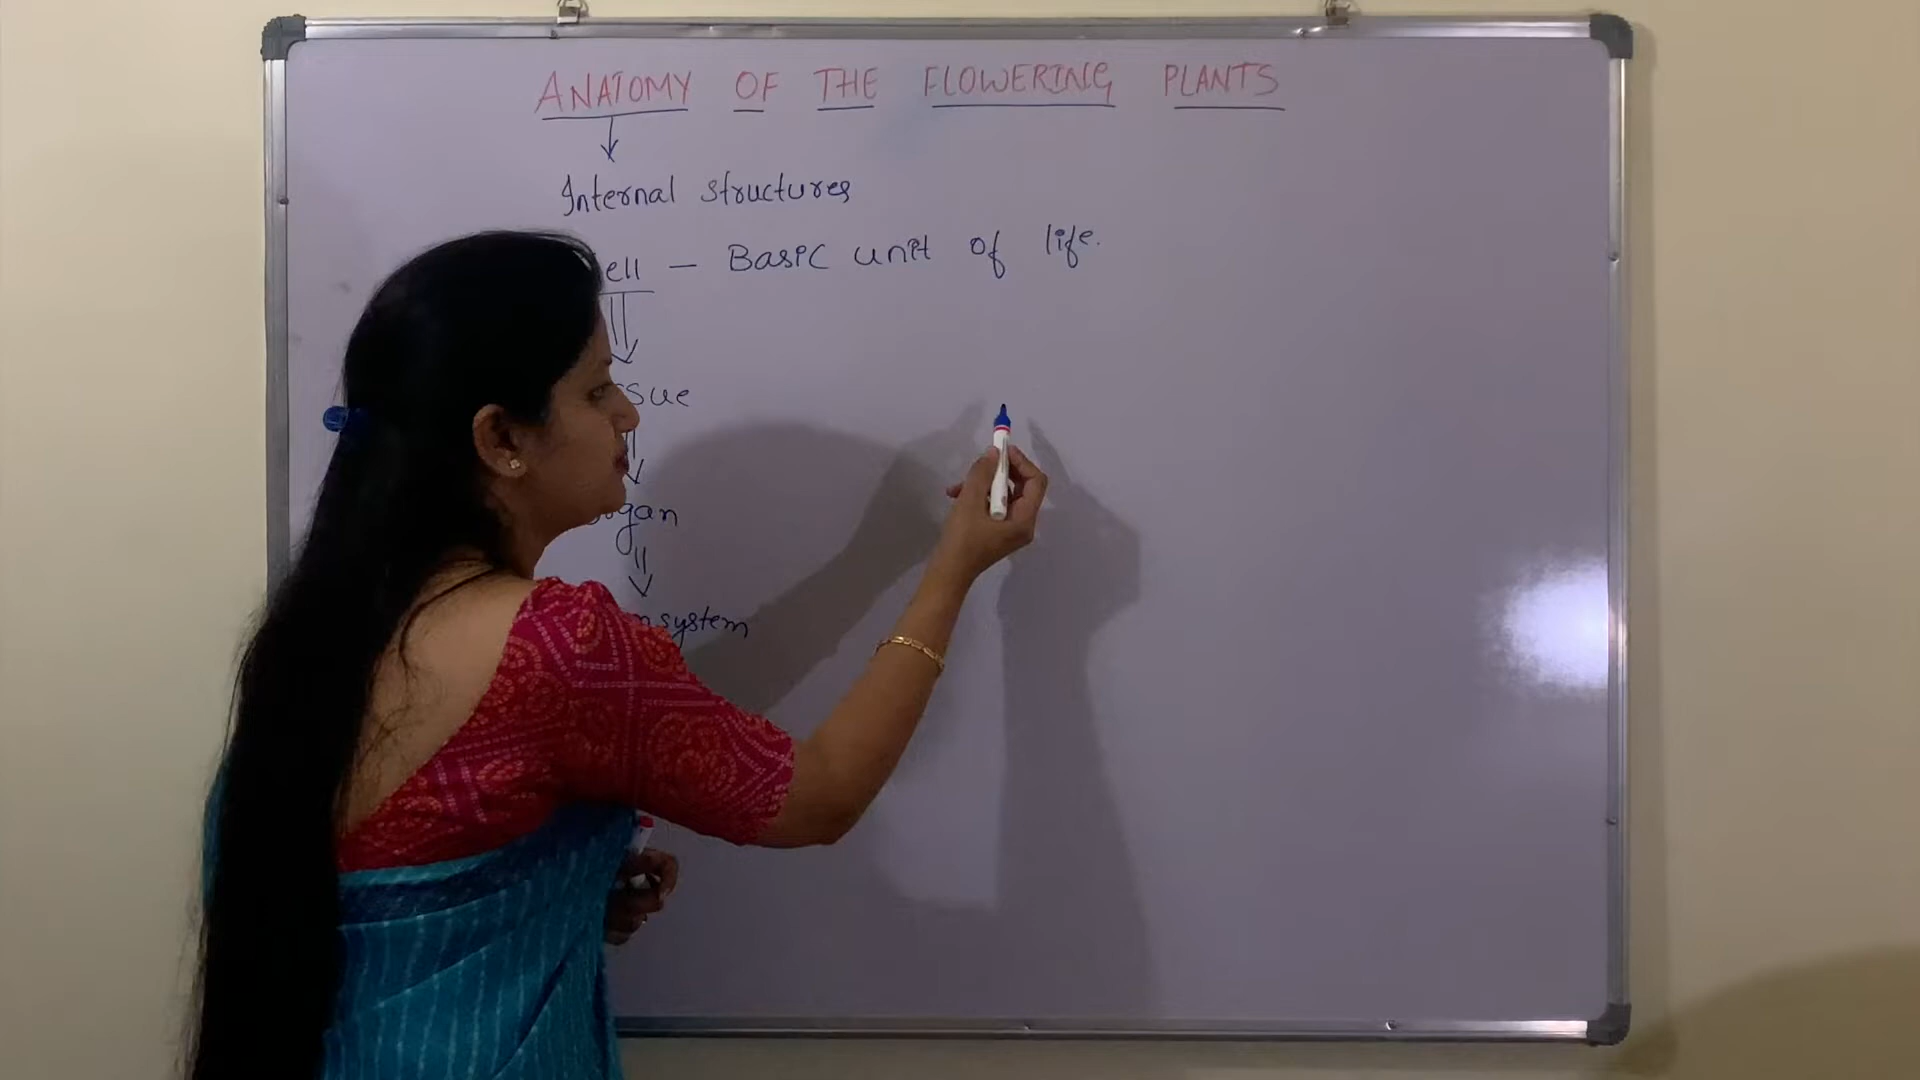 ANATOMY OF THE FLOWERING PLANTS
Internal structures
ell — Basic unit of life.
ssue
gan
system